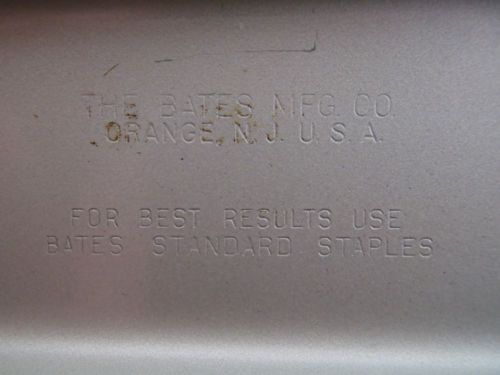 THE BATES MFG. CO.
ORANGE, N. J. U. S. A.
FOR BEST RESULTS USE
BATES STANDARD STAPLES